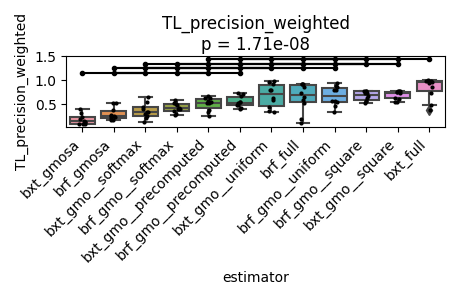 TL_precision_weighted
p = 1.71e-08
TL_precision_weighted
1.5
1.0
0.5
bxt_gmosa
brf_gmosa
bxt_gmo__softmax
brf_gmo__softmax
bxt_gmo__precomputed
brf_gmo__precomputed
bxt_gmo__uniform
brf_full
brf_gmo__uniform
brf_gmo__square
bxt_gmo__square
bxt_full
estimator